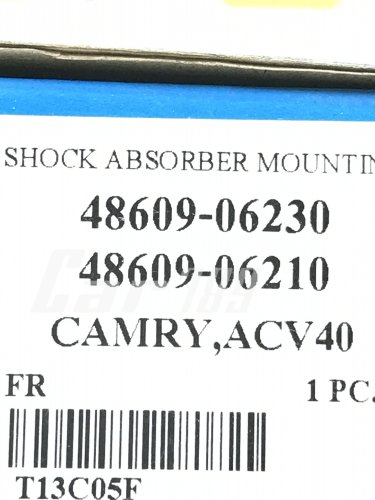 SHOCK ABSORBER MOUNTIN
48609-06230
48609-06210
CAMRY,ACV40
FR 1 PC.
T13C05F